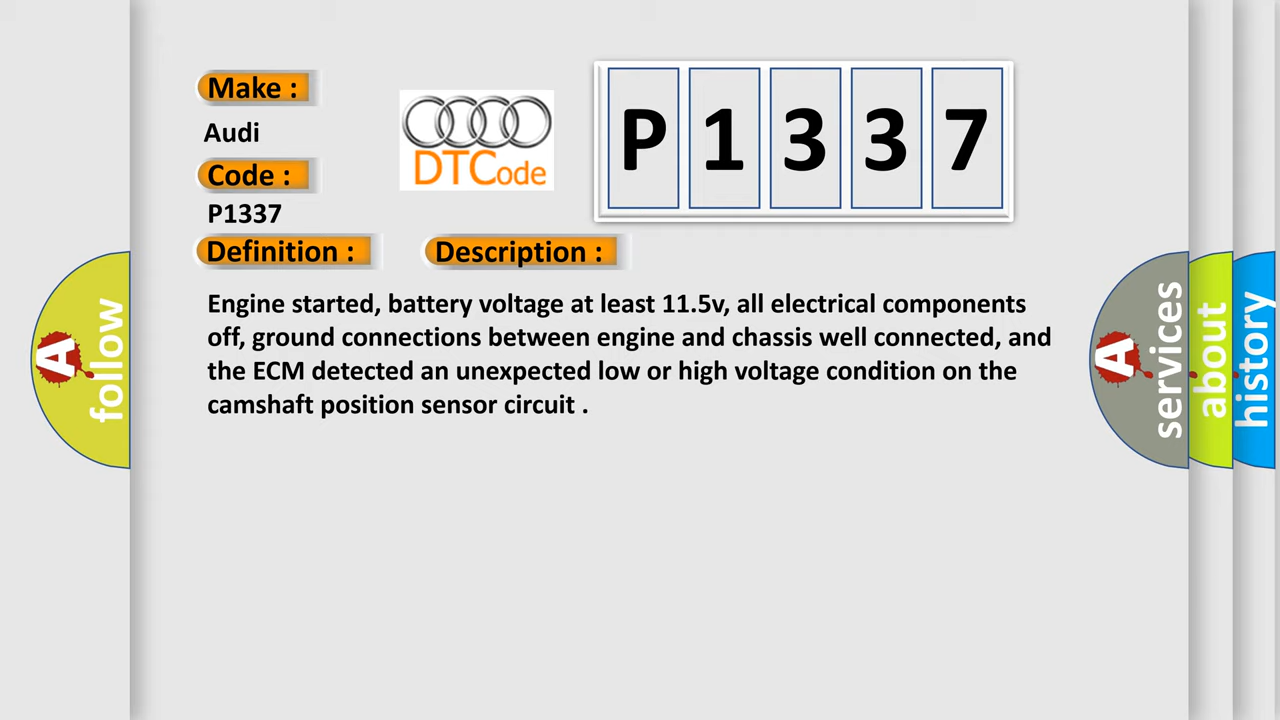 Make :
Audi
Code :
P1337
Definition :
Description :
DTCode
P1337
Engine started, battery voltage at least 11.5v, all electrical components
off, ground connections between engine and chassis well connected, and
the ECM detected an unexpected low or high voltage condition on the
camshaft position sensor circuit .
A
follow
A
services
about
history